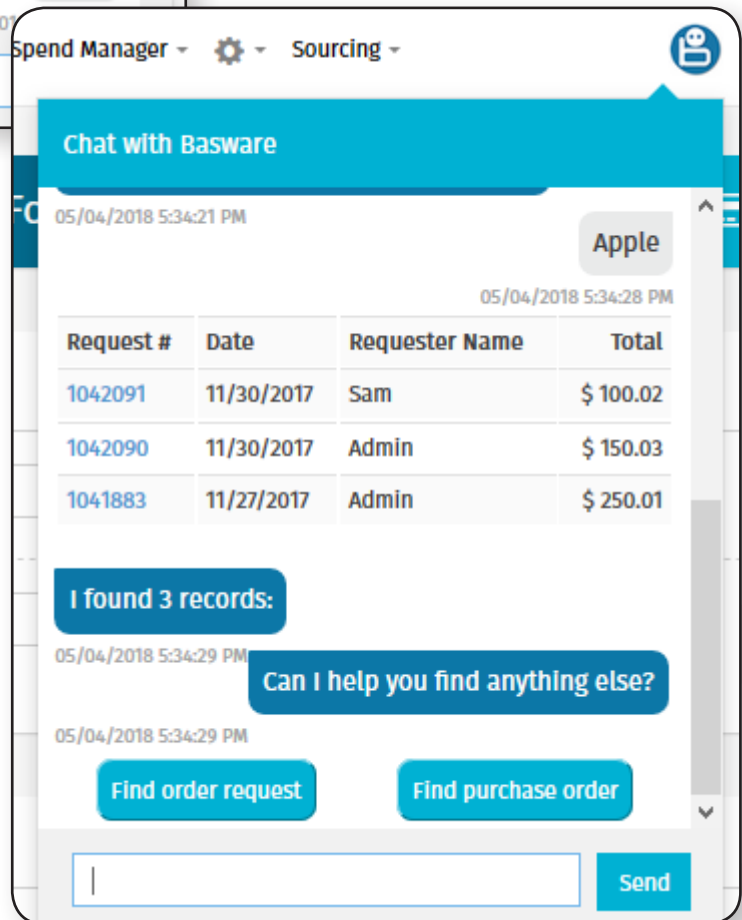 01
Spend Manager Sourcing
Chat with Basware
Fo
05/04/2018 5:34:21 PM
Apple
05/04/2018 5:34:28 PM
Request # Date Requester Name Total
1042091 11/30/2017 Sam $ 100.02
1042090 11/30/2017 Admin $ 150.03
1041883 11/27/2017 Admin $ 250.01
I found 3 records:
05/04/2018 5:34:29 PM
Can I help you find anything else?
05/04/2018 5:34:29 PM
Find order request Find purchase order
Send